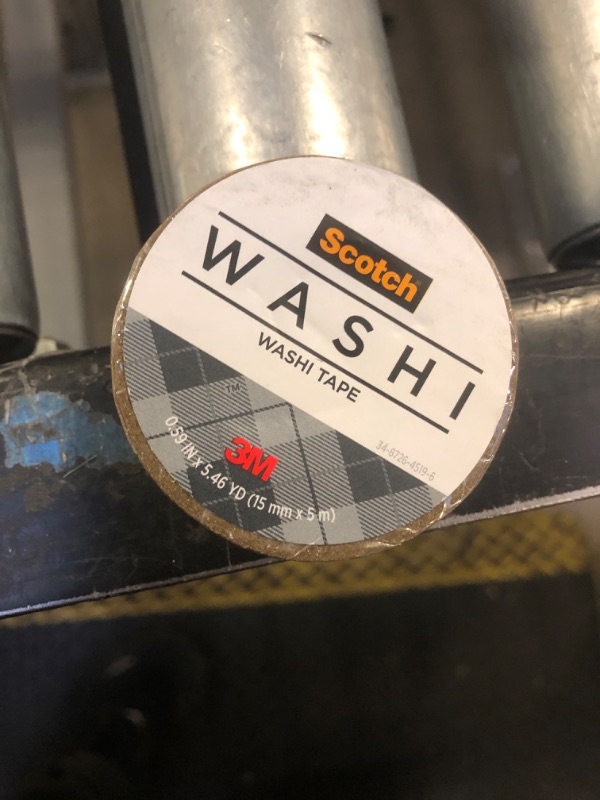 Scotch
WASHI
WASHI TAPE
34-8726-4519-6
™
3M
0.59 IN x 5.46 YD (15 mm x 5 m)